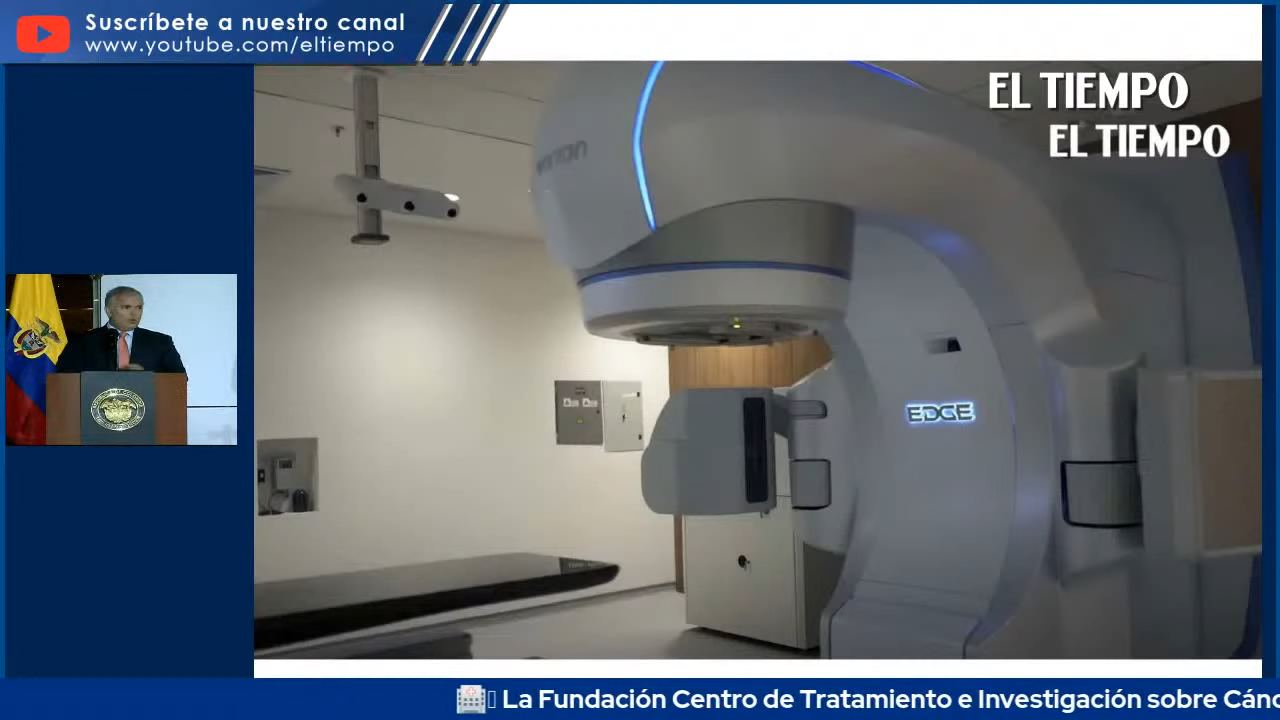 Suscríbete a nuestro canal
www.youtube.com/eltiempo
EL TIEMPO
EL TIEMPO
EDGE
La Fundación Centro de Tratamiento e Investigación sobre Cánc